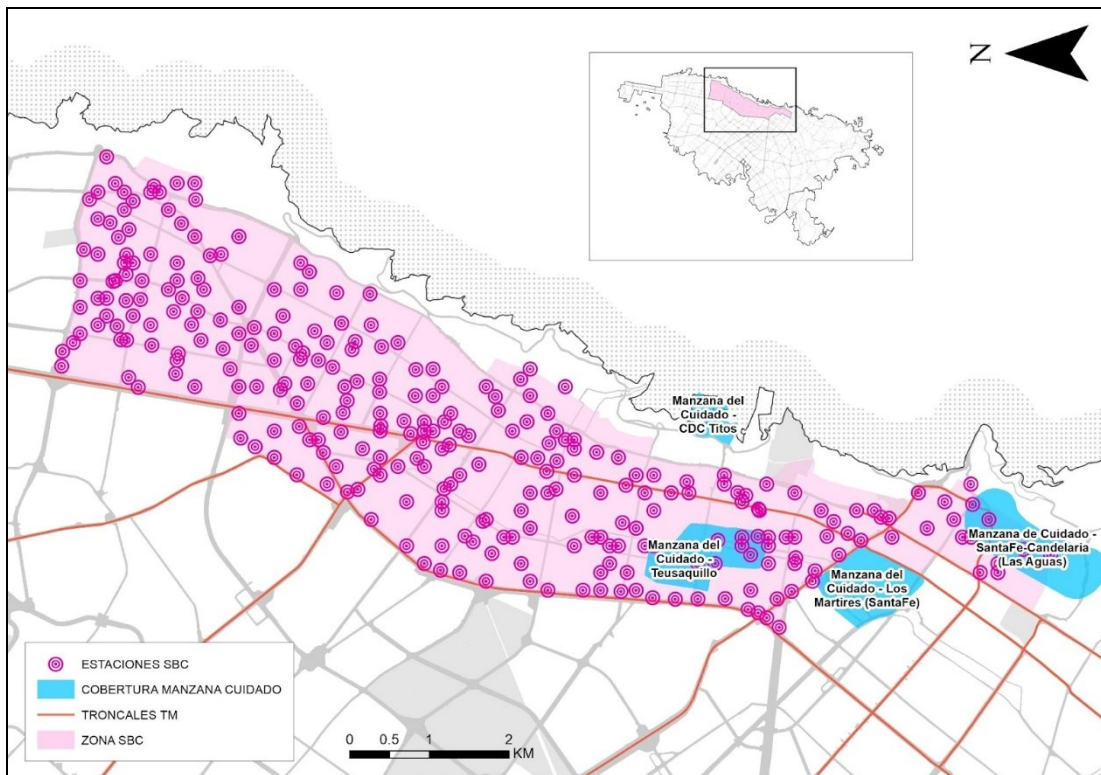 N
Manzana del
Cuidado -
CDC Titos
Manzana de Cuidado -
SantaFe-Candelaria
(Las Aguas)
Manzana del
Cuidado -
Teusaquillo
Manzana del
Cuidado - Los
Martires (SantaFe)
ESTACIONES SBC
COBERTURA MANZANA CUIDADO
TRONCALES TM
ZONA SBC
0 0.5 1 2
KM